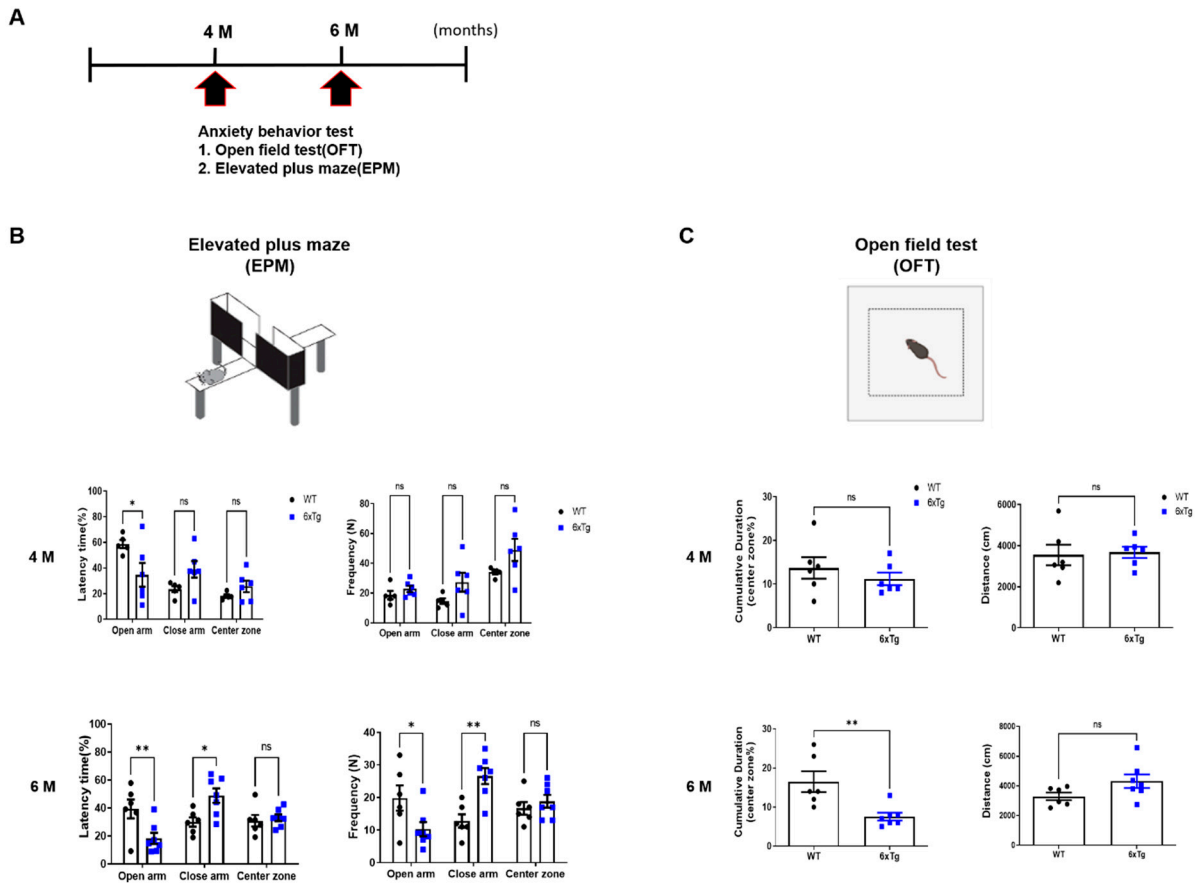 A
4 M 6 M (months)
Anxiety behavior test
1. Open field test(OFT)
2. Elevated plus maze(EPM)
B
Elevated plus maze
(EPM)
C
Open field test
(OFT)
4 M
Latency time(%)
100
80
60
40
20
0
* ns ns
WT
6xTg
Open arm Close arm Center zone
Frequency (N)
100
80
60
40
20
0
ns ns ns
WT
6xTg
Open arm Close arm Center zone
4 M
Cumulative Duration
(center zone%)
30
20
10
0
ns
WT
6xTg
WT 6xTg
Distance (cm)
6000
4000
2000
0
ns
WT
6xTg
WT 6xTg
6 M
Latency time(%)
100
80
60
40
20
0
** * ns
Open arm Close arm Center zone
Frequency (N)
40
30
20
10
0
* ** ns
Open arm Close arm Center zone
6 M
Cumulative Duration
(center zone%)
30
20
10
0
**
WT 6xTg
Distance (cm)
8000
6000
4000
2000
0
ns
WT 6xTg